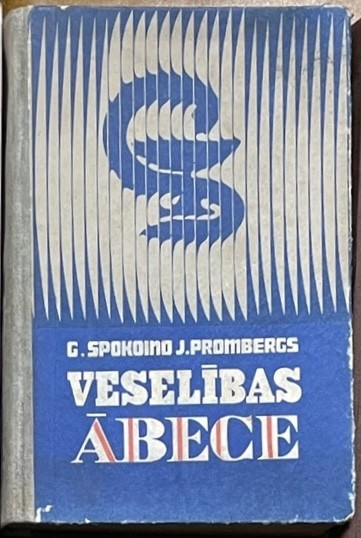 G. SPOKOINO J. PROMBERGS
VESELĪBAS
ĀBECE